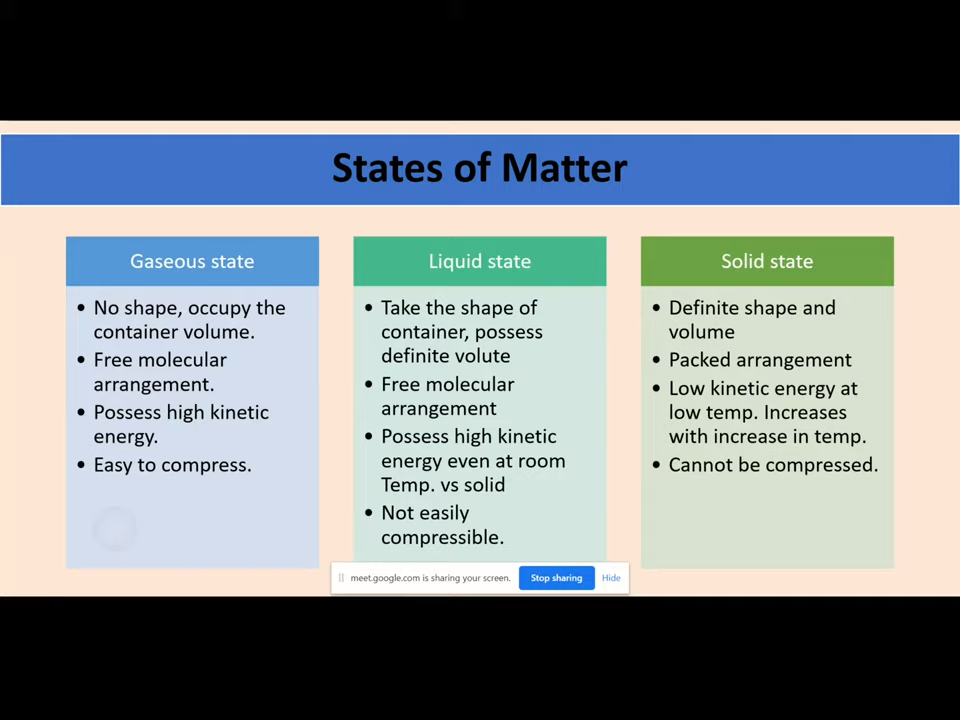 States of Matter
Gaseous state
• No shape, occupy the
container volume.
• Free molecular
arrangement.
• Possess high kinetic
energy.
• Easy to compress.
Liquid state
• Take the shape of
container, possess
definite volute
• Free molecular
arrangement
• Possess high kinetic
energy even at room
Temp. vs solid
• Not easily
compressible.
Solid state
• Definite shape and
volume
• Packed arrangement
• Low kinetic energy at
low temp. Increases
with increase in temp.
• Cannot be compressed.
meet.google.com is sharing your screen. Stop sharing Hide